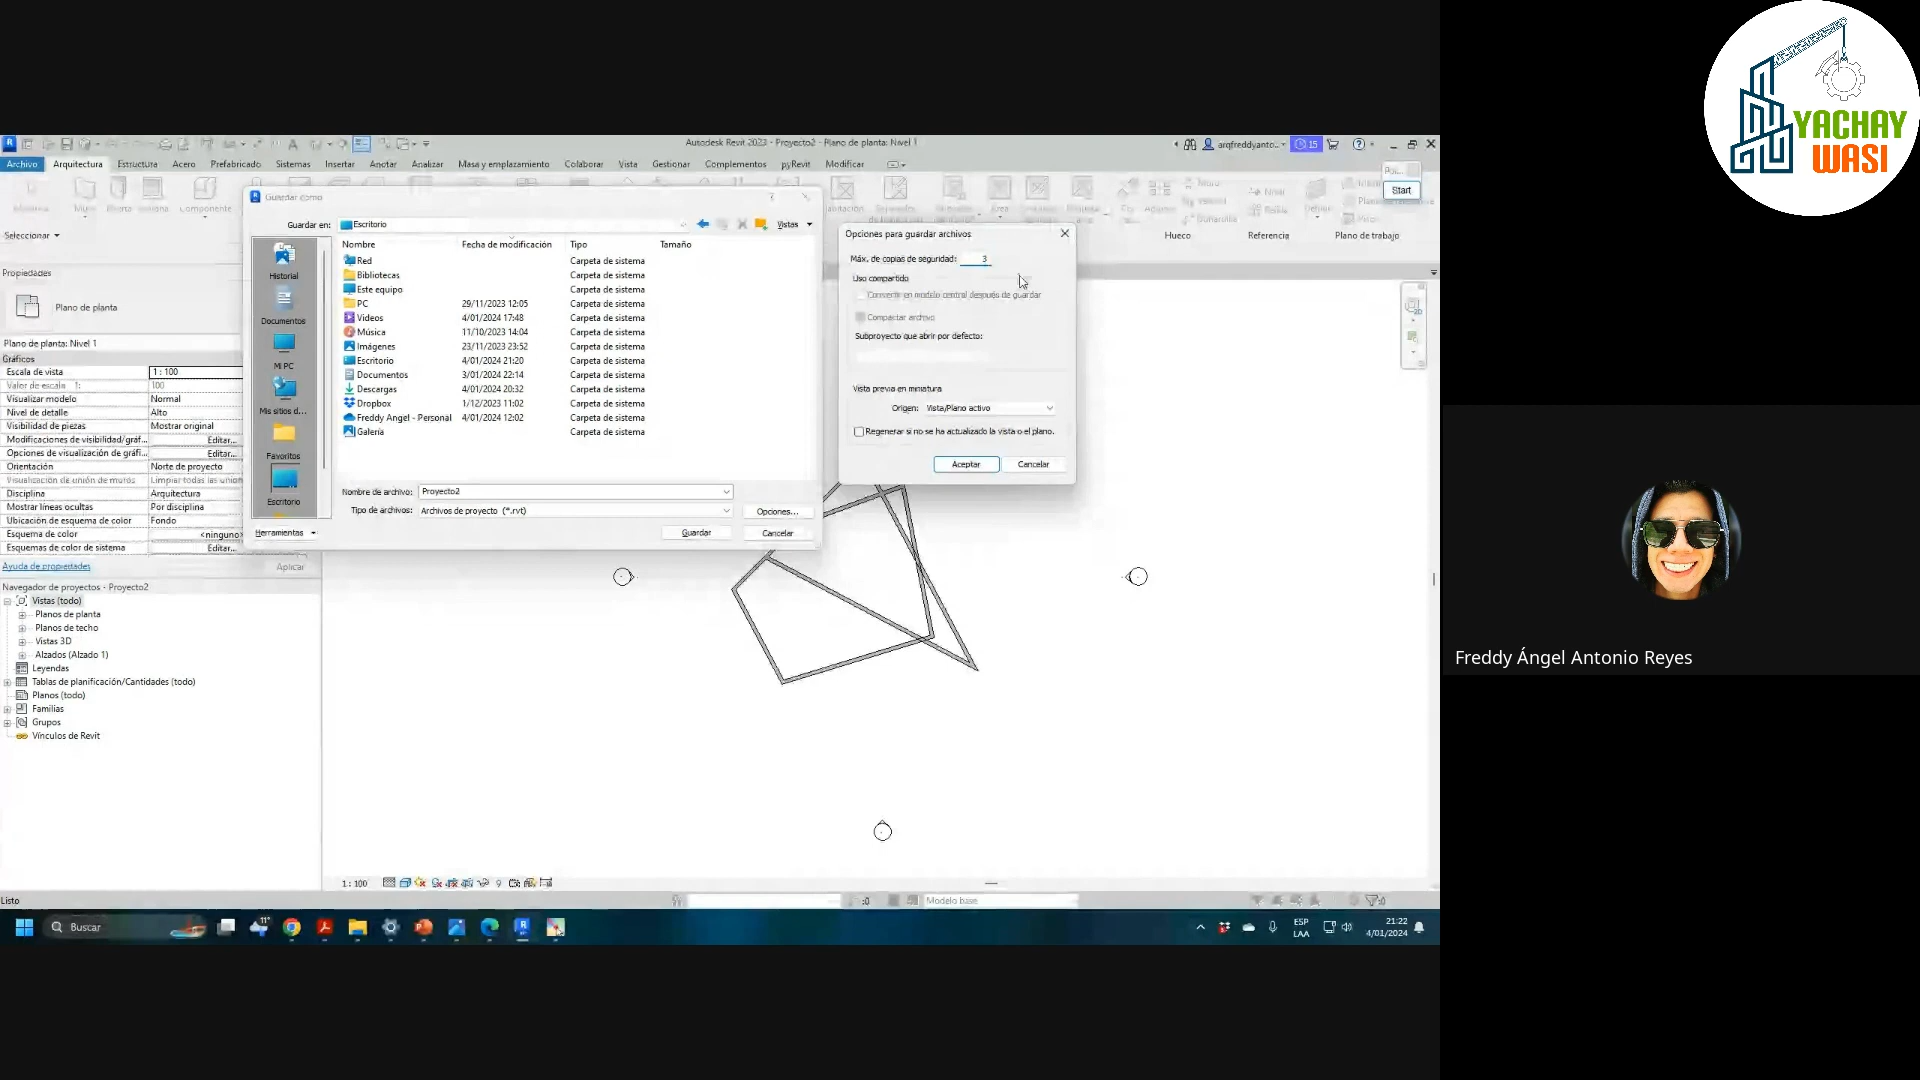 YACHAY
WASI
Autodesk Revit 2023 - Proyecto2 - Plano de planta: Nivel 1
arqfreddyanto...
15
Archivo
Arquitectura
Estructura
Acero
Prefabricado
Sistemas
Insertar
Anotar
Analizar
Masa y emplazamiento
Colaborar
Vista
Gestionar
Complementos
pyRevit
Modificar
Start
Componente
Muro
Nivel
Hueco
Referencia
Plano de trabajo
Seleccionar
Guardar como
Guardar en:
Escritorio
Vistas
Nombre Fecha de modificación Tipo Tamaño
Red Carpeta de sistema
Bibliotecas Carpeta de sistema
Este equipo Carpeta de sistema
PC 29/11/2023 12:05 Carpeta de sistema
Videos 4/01/2024 17:48 Carpeta de sistema
Música 11/10/2023 14:04 Carpeta de sistema
Imágenes 23/11/2023 23:52 Carpeta de sistema
Escritorio 4/01/2024 21:20 Carpeta de sistema
Documentos 3/01/2024 22:14 Carpeta de sistema
Descargas 4/01/2024 20:32 Carpeta de sistema
Dropbox 1/12/2023 11:02 Carpeta de sistema
Freddy Angel - Personal 4/01/2024 12:02 Carpeta de sistema
Galería Carpeta de sistema
Historial
Documentos
Mi PC
Mis sitios d...
Favoritos
Escritorio
Nombre de archivo: Proyecto2
Tipo de archivos: Archivos de proyecto (*.rvt)
Opciones...
Herramientas
Guardar
Cancelar
Opciones para guardar archivos
Máx. de copias de seguridad: 3
Uso compartido
Convertir en modelo central después de guardar
Compactar archivo
Subproyecto que abrir por defecto:
Vista previa en miniatura
Origen: Vista/Plano activo
Regenerar si no se ha actualizado la vista o el plano.
Aceptar
Cancelar
Propiedades
Plano de planta
Plano de planta: Nivel 1
Gráficos
Escala de vista 1 : 100
Valor de escala 1: 100
Visualizar modelo Normal
Nivel de detalle Alto
Visibilidad de piezas Mostrar original
Modificaciones de visibilidad/gráf... Editar...
Opciones de visualización de gráfi... Editar...
Orientación Norte de proyecto
Visualización de unión de muros Limpiar todas las union
Disciplina Arquitectura
Mostrar líneas ocultas Por disciplina
Ubicación de esquema de color Fondo
Esquema de color <ninguno>
Esquemas de color de sistema Editar...
Ayuda de propiedades
Aplicar
Navegador de proyectos - Proyecto2
Vistas (todo)
Planos de planta
Planos de techo
Vistas 3D
Alzados (Alzado 1)
Leyendas
Tablas de planificación/Cantidades (todo)
Planos (todo)
Familias
Grupos
Vínculos de Revit
1 : 100
Listo
:0
Modelo base
:0
Buscar
11°
ESP
LAA
21:22
4/01/2024
Freddy Ángel Antonio Reyes